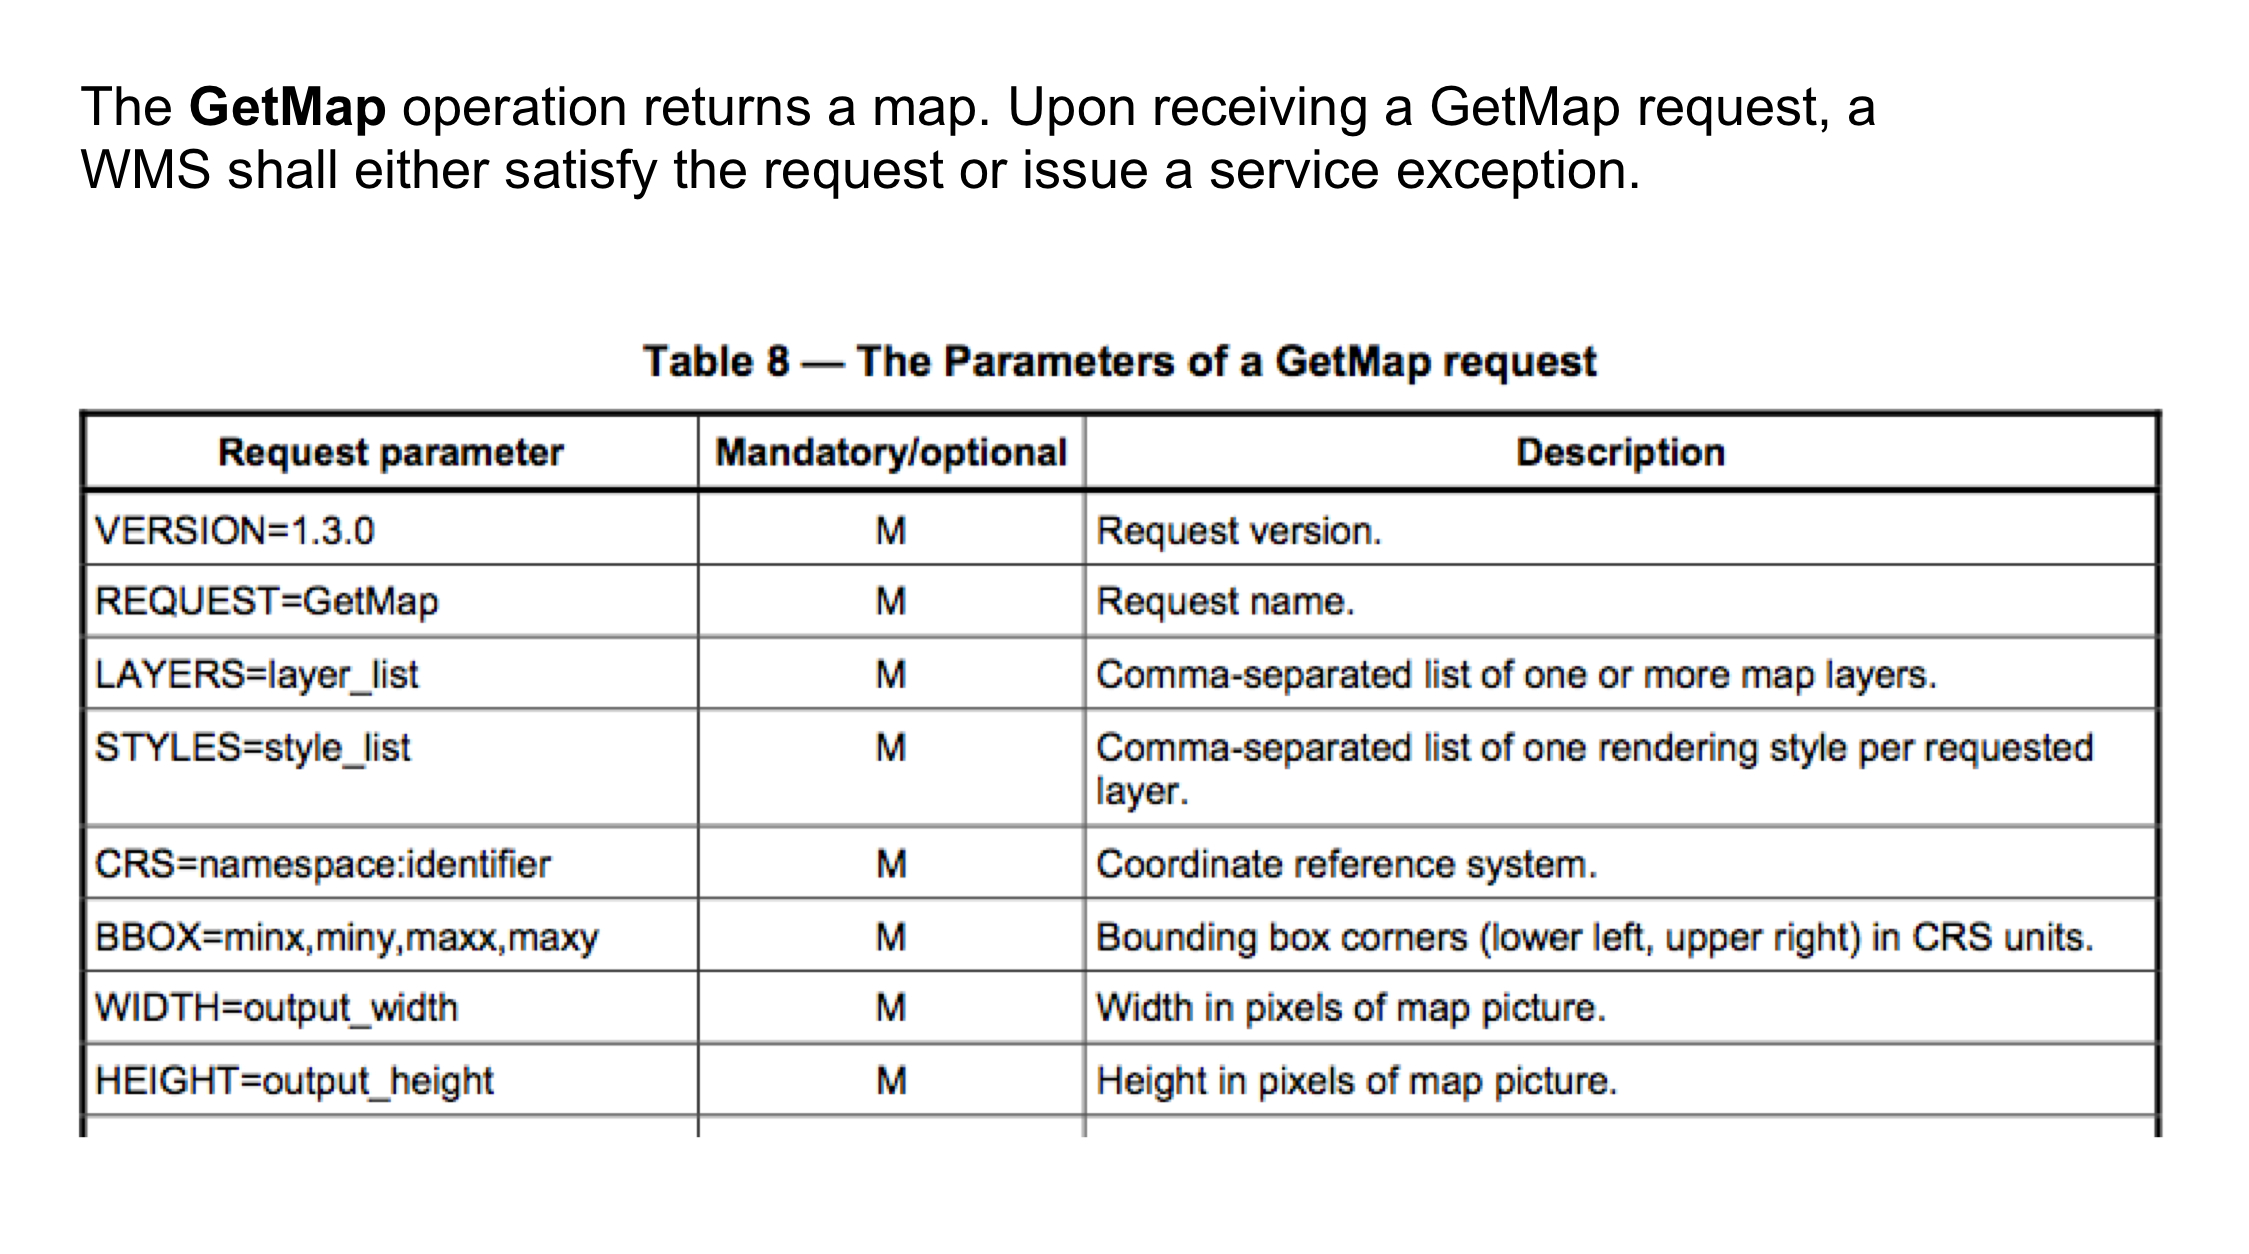 The GetMap operation returns a map. Upon receiving a GetMap request, a
WMS shall either satisfy the request or issue a service exception.
Table 8 — The Parameters of a GetMap request
Request parameter Mandatory/optional Description
VERSION=1.3.0 M Request version.
REQUEST=GetMap M Request name.
LAYERS=layer_list M Comma-separated list of one or more map layers.
STYLES=style_list M Comma-separated list of one rendering style per requested
layer.
CRS=namespace:identifier M Coordinate reference system.
BBOX=minx,miny,maxx,maxy M Bounding box corners (lower left, upper right) in CRS units.
WIDTH=output_width M Width in pixels of map picture.
HEIGHT=output_height M Height in pixels of map picture.